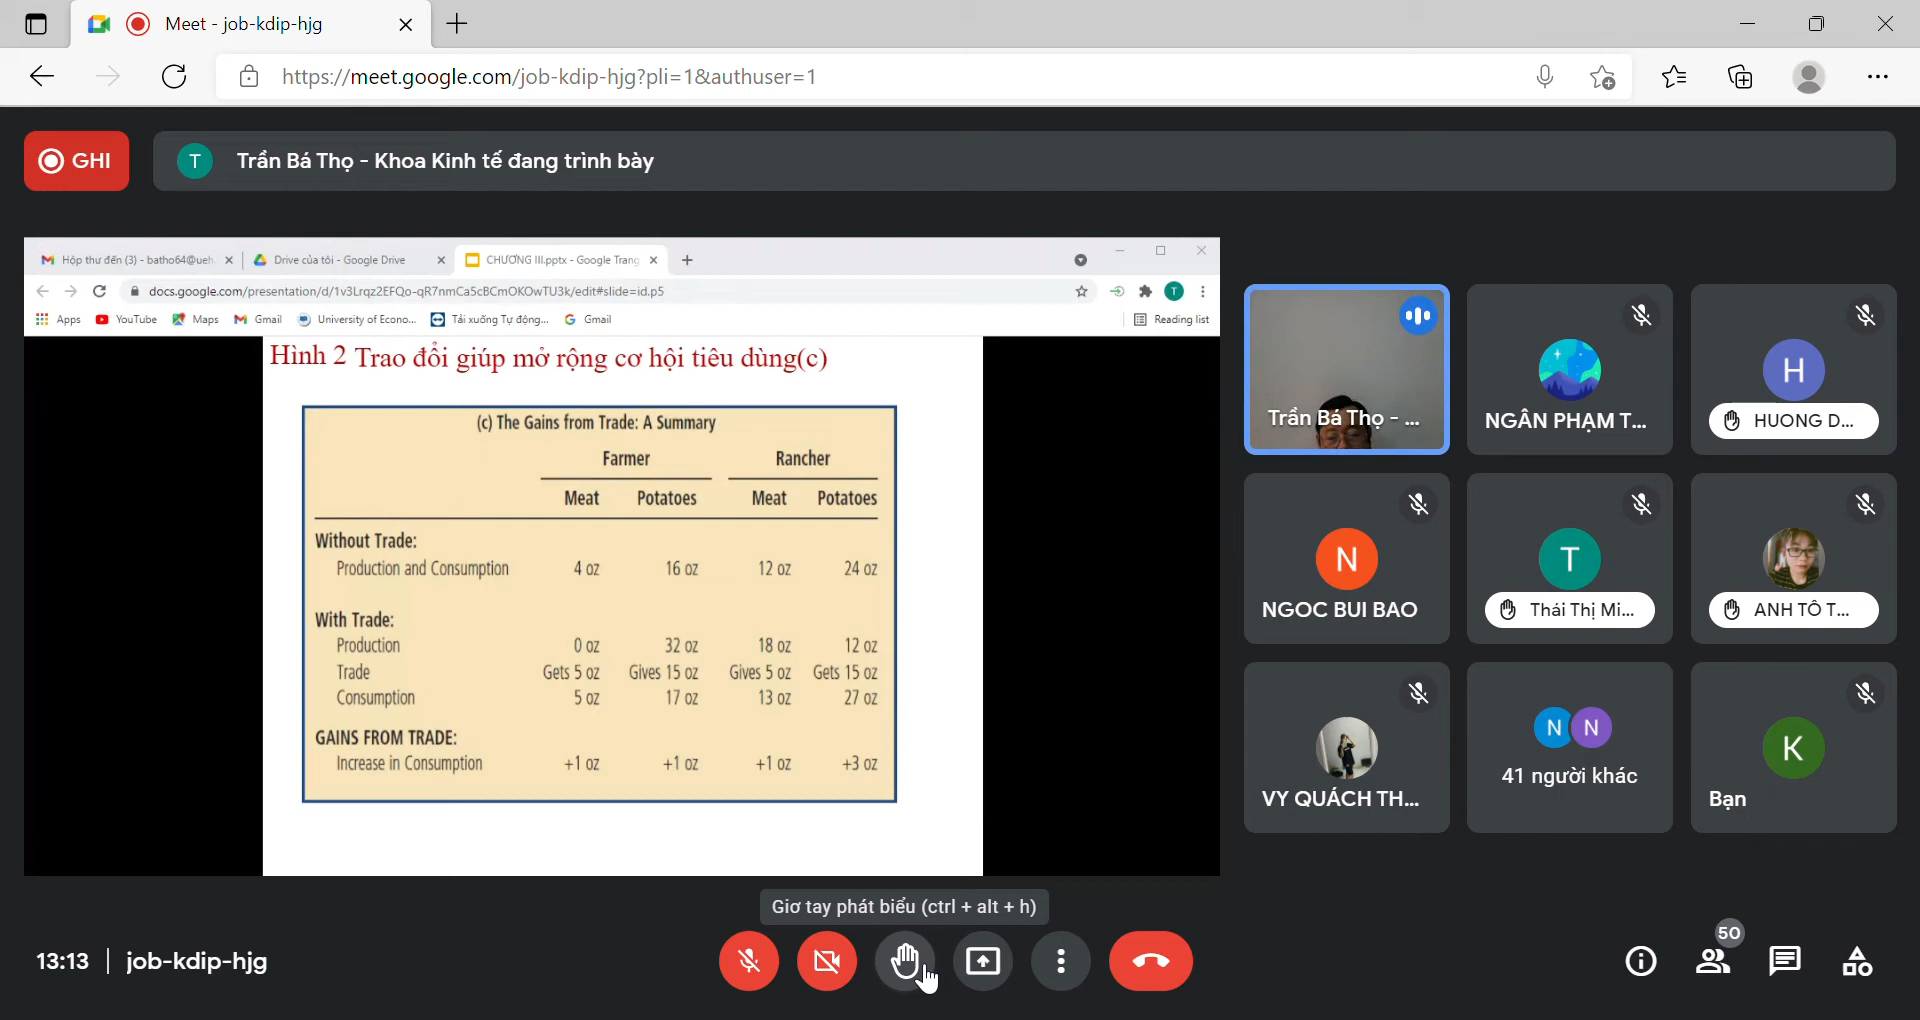 Meet - job-kdip-hjg
https://meet.google.com/job-kdip-hjg?pli=1&authuser=1
GHI
T
Trần Bá Thọ - Khoa Kinh tế đang trình bày
Hộp thư đến (3) - batho64@ueh
Drive của tôi - Google Drive
CHƯƠNG III.pptx - Google Trang
docs.google.com/presentation/d/1v3Lrqz2EFQo-qR7nmCa5cBCmOKOwTU3k/edit#slide=id.p5
T
Apps YouTube Maps Gmail University of Econo... Tải xuống Tự động... Gmail Reading list
Hình 2 Trao đổi giúp mở rộng cơ hội tiêu dùng(c)
(c) The Gains from Trade: A Summary
Farmer Rancher
Meat Potatoes Meat Potatoes
Without Trade:
Production and Consumption 4 oz 16 oz 12 oz 24 oz
With Trade:
Production 0 oz 32 oz 18 oz 12 oz
Trade Gets 5 oz Gives 15 oz Gives 5 oz Gets 15 oz
Consumption 5 oz 17 oz 13 oz 27 oz
GAINS FROM TRADE:
Increase in Consumption +1 oz +1 oz +1 oz +3 oz
Trần Bá Thọ - ...
NGÂN PHẠM T...
H
HUONG D...
N
NGOC BUI BAO
T
Thái Thị Mi...
ANH TÔ T...
VY QUÁCH TH...
N N
41 người khác
K
Bạn
Giơ tay phát biểu (ctrl + alt + h)
13:13 job-kdip-hjg
50